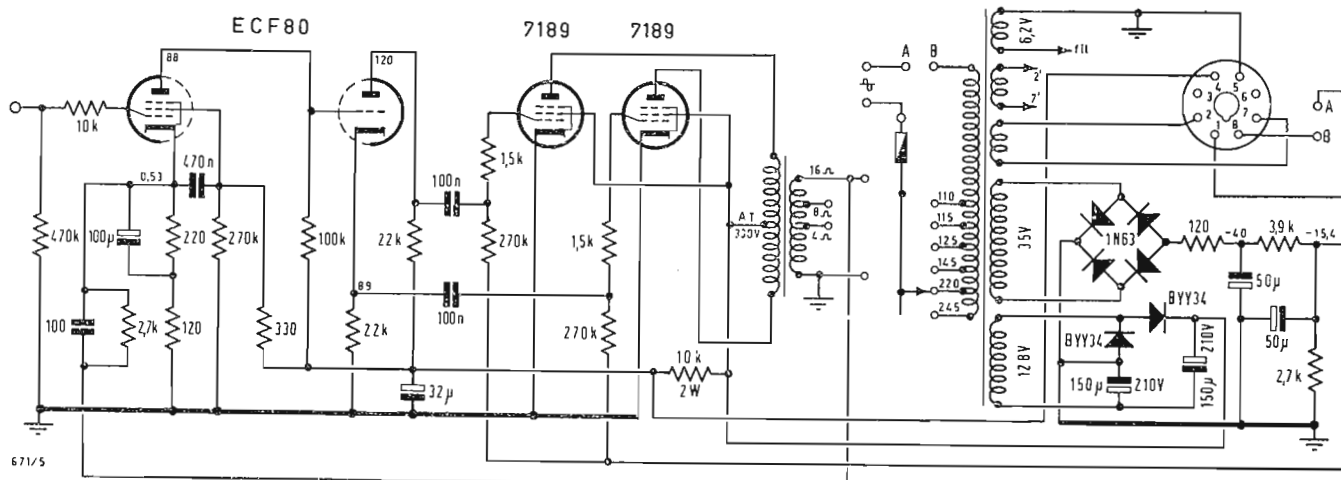 ECF80
7189
7189
88
120
10k
470n
0,53
470k
100µ
220
270k
100k
22k
100n
1,5k
270k
1,5k
100
2,7k
120
330
89
22k
100n
270k
32µ
10k
2W
AT
330V
16Ω
8Ω
4Ω
A
B
110
115
125
145
220
245
6,2V
fil
2'
7'
35V
128V
4
5
3
6
2
7
1
8
A
B
1N63
120
-40
3,9k
-15,4
50µ
50µ
2,7k
BYY34
BYY34
150µ
210V
210V
150µ
671/5